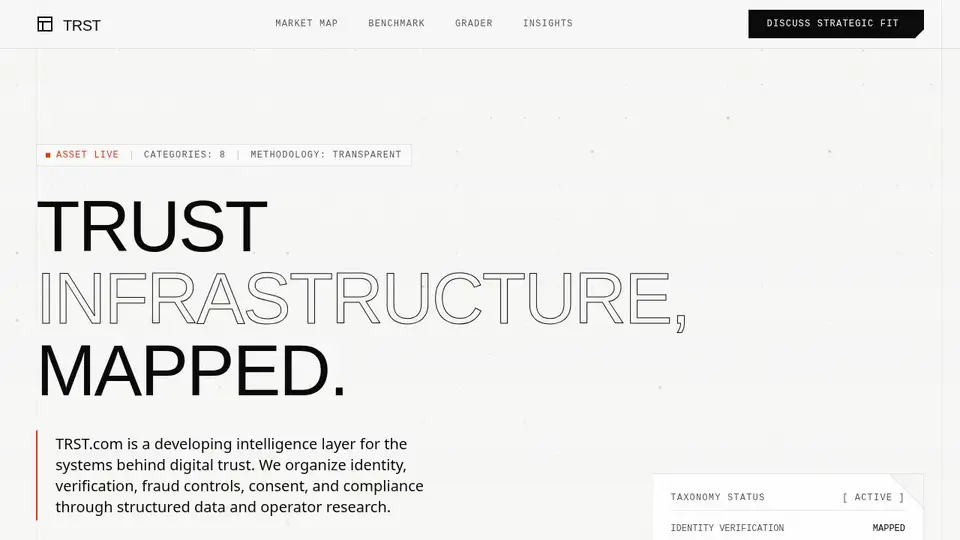 TRST
MARKET MAP
BENCHMARK
GRADER
INSIGHTS
DISCUSS STRATEGIC FIT
ASSET LIVE | CATEGORIES: 8 | METHODOLOGY: TRANSPARENT
TRUST
INFRASTRUCTURE,
MAPPED.
TRST.com is a developing intelligence layer for the
systems behind digital trust. We organize identity,
verification, fraud controls, consent, and compliance
through structured data and operator research.
TAXONOMY STATUS [ ACTIVE ]
IDENTITY VERIFICATION MAPPED